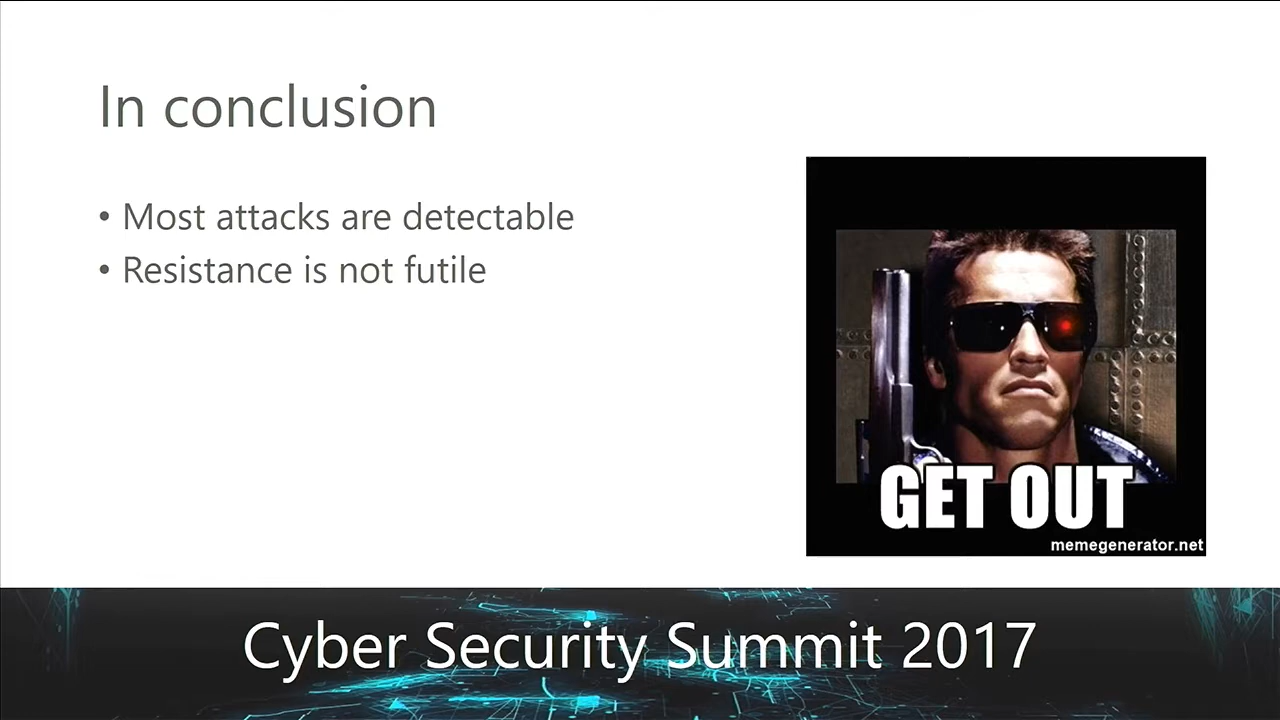 In conclusion
• Most attacks are detectable
• Resistance is not futile
GET OUT
memegenerator.net
Cyber Security Summit 2017